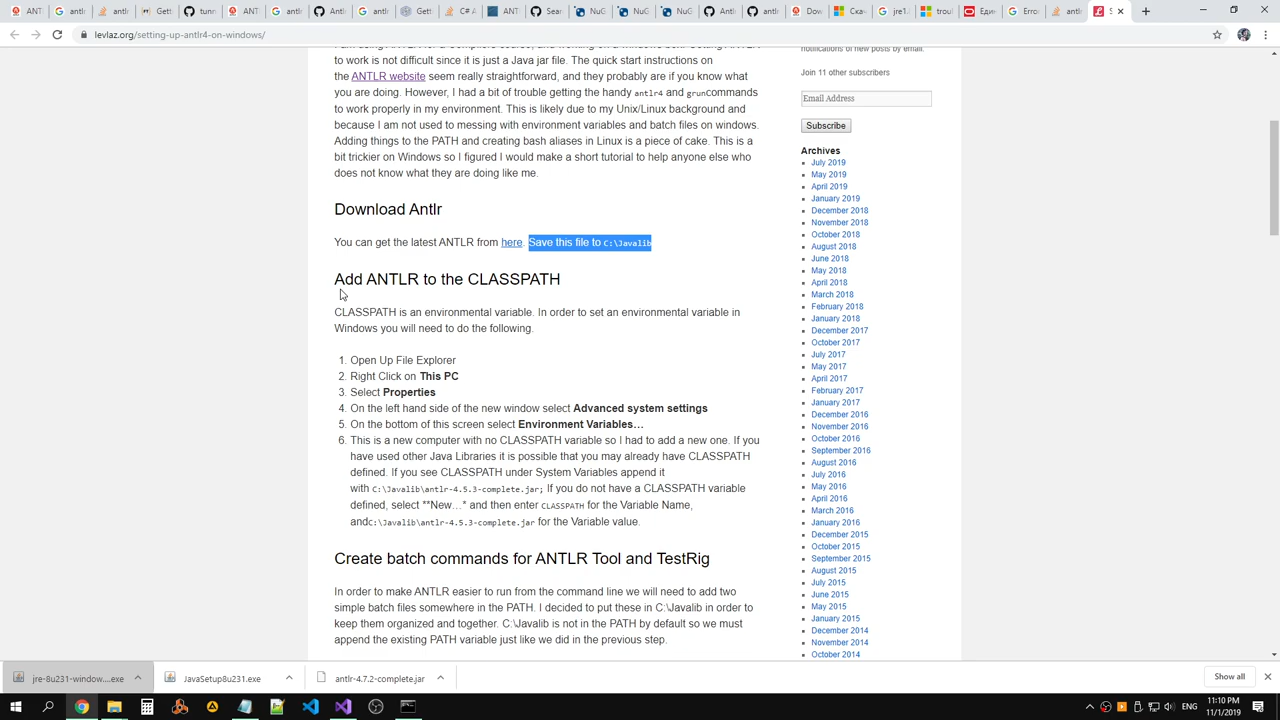 ANTL
Gettin
Getti
(tunn
ANT
antlr
antlr
Gettin
Settin
Down
antlr
Down
antlr
Down
Com
micr
trou
Gam
Erro
antlr
S
levlaz.org/setting-up-antlr4-on-windows/
to work is not difficult since it is just a Java jar file. The quick start instructions on
the ANTLR website seem really straightforward, and they probably are if you know what
you are doing. However, I had a bit of trouble getting the handy antlr4 and gruncommands
to work properly in my environment. This is likely due to my Unix/Linux background and
because I am not used to messing with environment variables and batch files on windows.
Adding things to the PATH and creating bash aliases in Linux is a piece of cake. This is a
bit trickier on Windows so I figured I would make a short tutorial to help anyone else who
does not know what they are doing like me.
Download Antlr
You can get the latest ANTLR from here. Save this file to C:\Javalib
Add ANTLR to the CLASSPATH
CLASSPATH is an environmental variable. In order to set an environmental variable in
Windows you will need to do the following.
1. Open Up File Explorer
2. Right Click on This PC
3. Select Properties
4. On the left hand side of the new window select Advanced system settings
5. On the bottom of this screen select Environment Variables…
6. This is a new computer with no CLASSPATH variable so I had to add a new one. If you
have used other Java Libraries it is possible that you may already have CLASSPATH
defined. If you see CLASSPATH under System Variables append it
with C:\Javalib\antlr-4.5.3-complete.jar; If you do not have a CLASSPATH variable
defined, select **New…* and then enter CLASSPATH for the Variable Name,
andc:\Javalib\antlr-4.5.3-complete.jar for the Variable value.
Create batch commands for ANTLR Tool and TestRig
In order to make ANTLR easier to run from the command line we will need to add two
simple batch files somewhere in the PATH. I decided to put these in C:\Javalib in order to
keep them organized and together. C:\Javalib is not in the PATH by default so we must
append the existing PATH variable just like we did in the previous step.
notifications of new posts by email.
Join 11 other subscribers
Email Address
Subscribe
Archives
July 2019
May 2019
April 2019
January 2019
December 2018
November 2018
October 2018
August 2018
June 2018
May 2018
April 2018
March 2018
February 2018
January 2018
December 2017
October 2017
July 2017
May 2017
April 2017
February 2017
January 2017
December 2016
November 2016
October 2016
September 2016
August 2016
July 2016
May 2016
April 2016
March 2016
January 2016
December 2015
October 2015
September 2015
August 2015
July 2015
June 2015
May 2015
January 2015
December 2014
November 2014
October 2014
jre-8u231-window....exe
JavaSetup8u231.exe
antlr-4.7.2-complete.jar
Show all
ENG
11:10 PM
11/1/2019